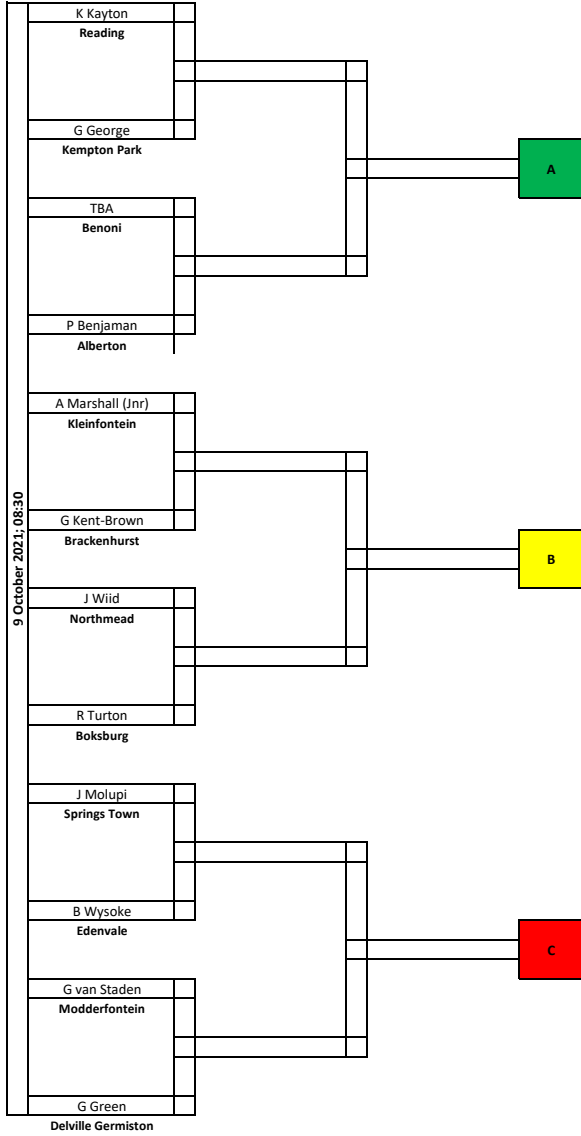 K Kayton
Reading
G George
Kempton Park
A
TBA
Benoni
P Benjaman
Alberton
A Marshall (Jnr)
Kleinfontein
9 October 2021; 08:30
G Kent-Brown
Brackenhurst
B
J Wiid
Northmead
R Turton
Boksburg
J Molupi
Springs Town
B Wysoke
Edenvale
C
G van Staden
Modderfontein
G Green
Delville Germiston